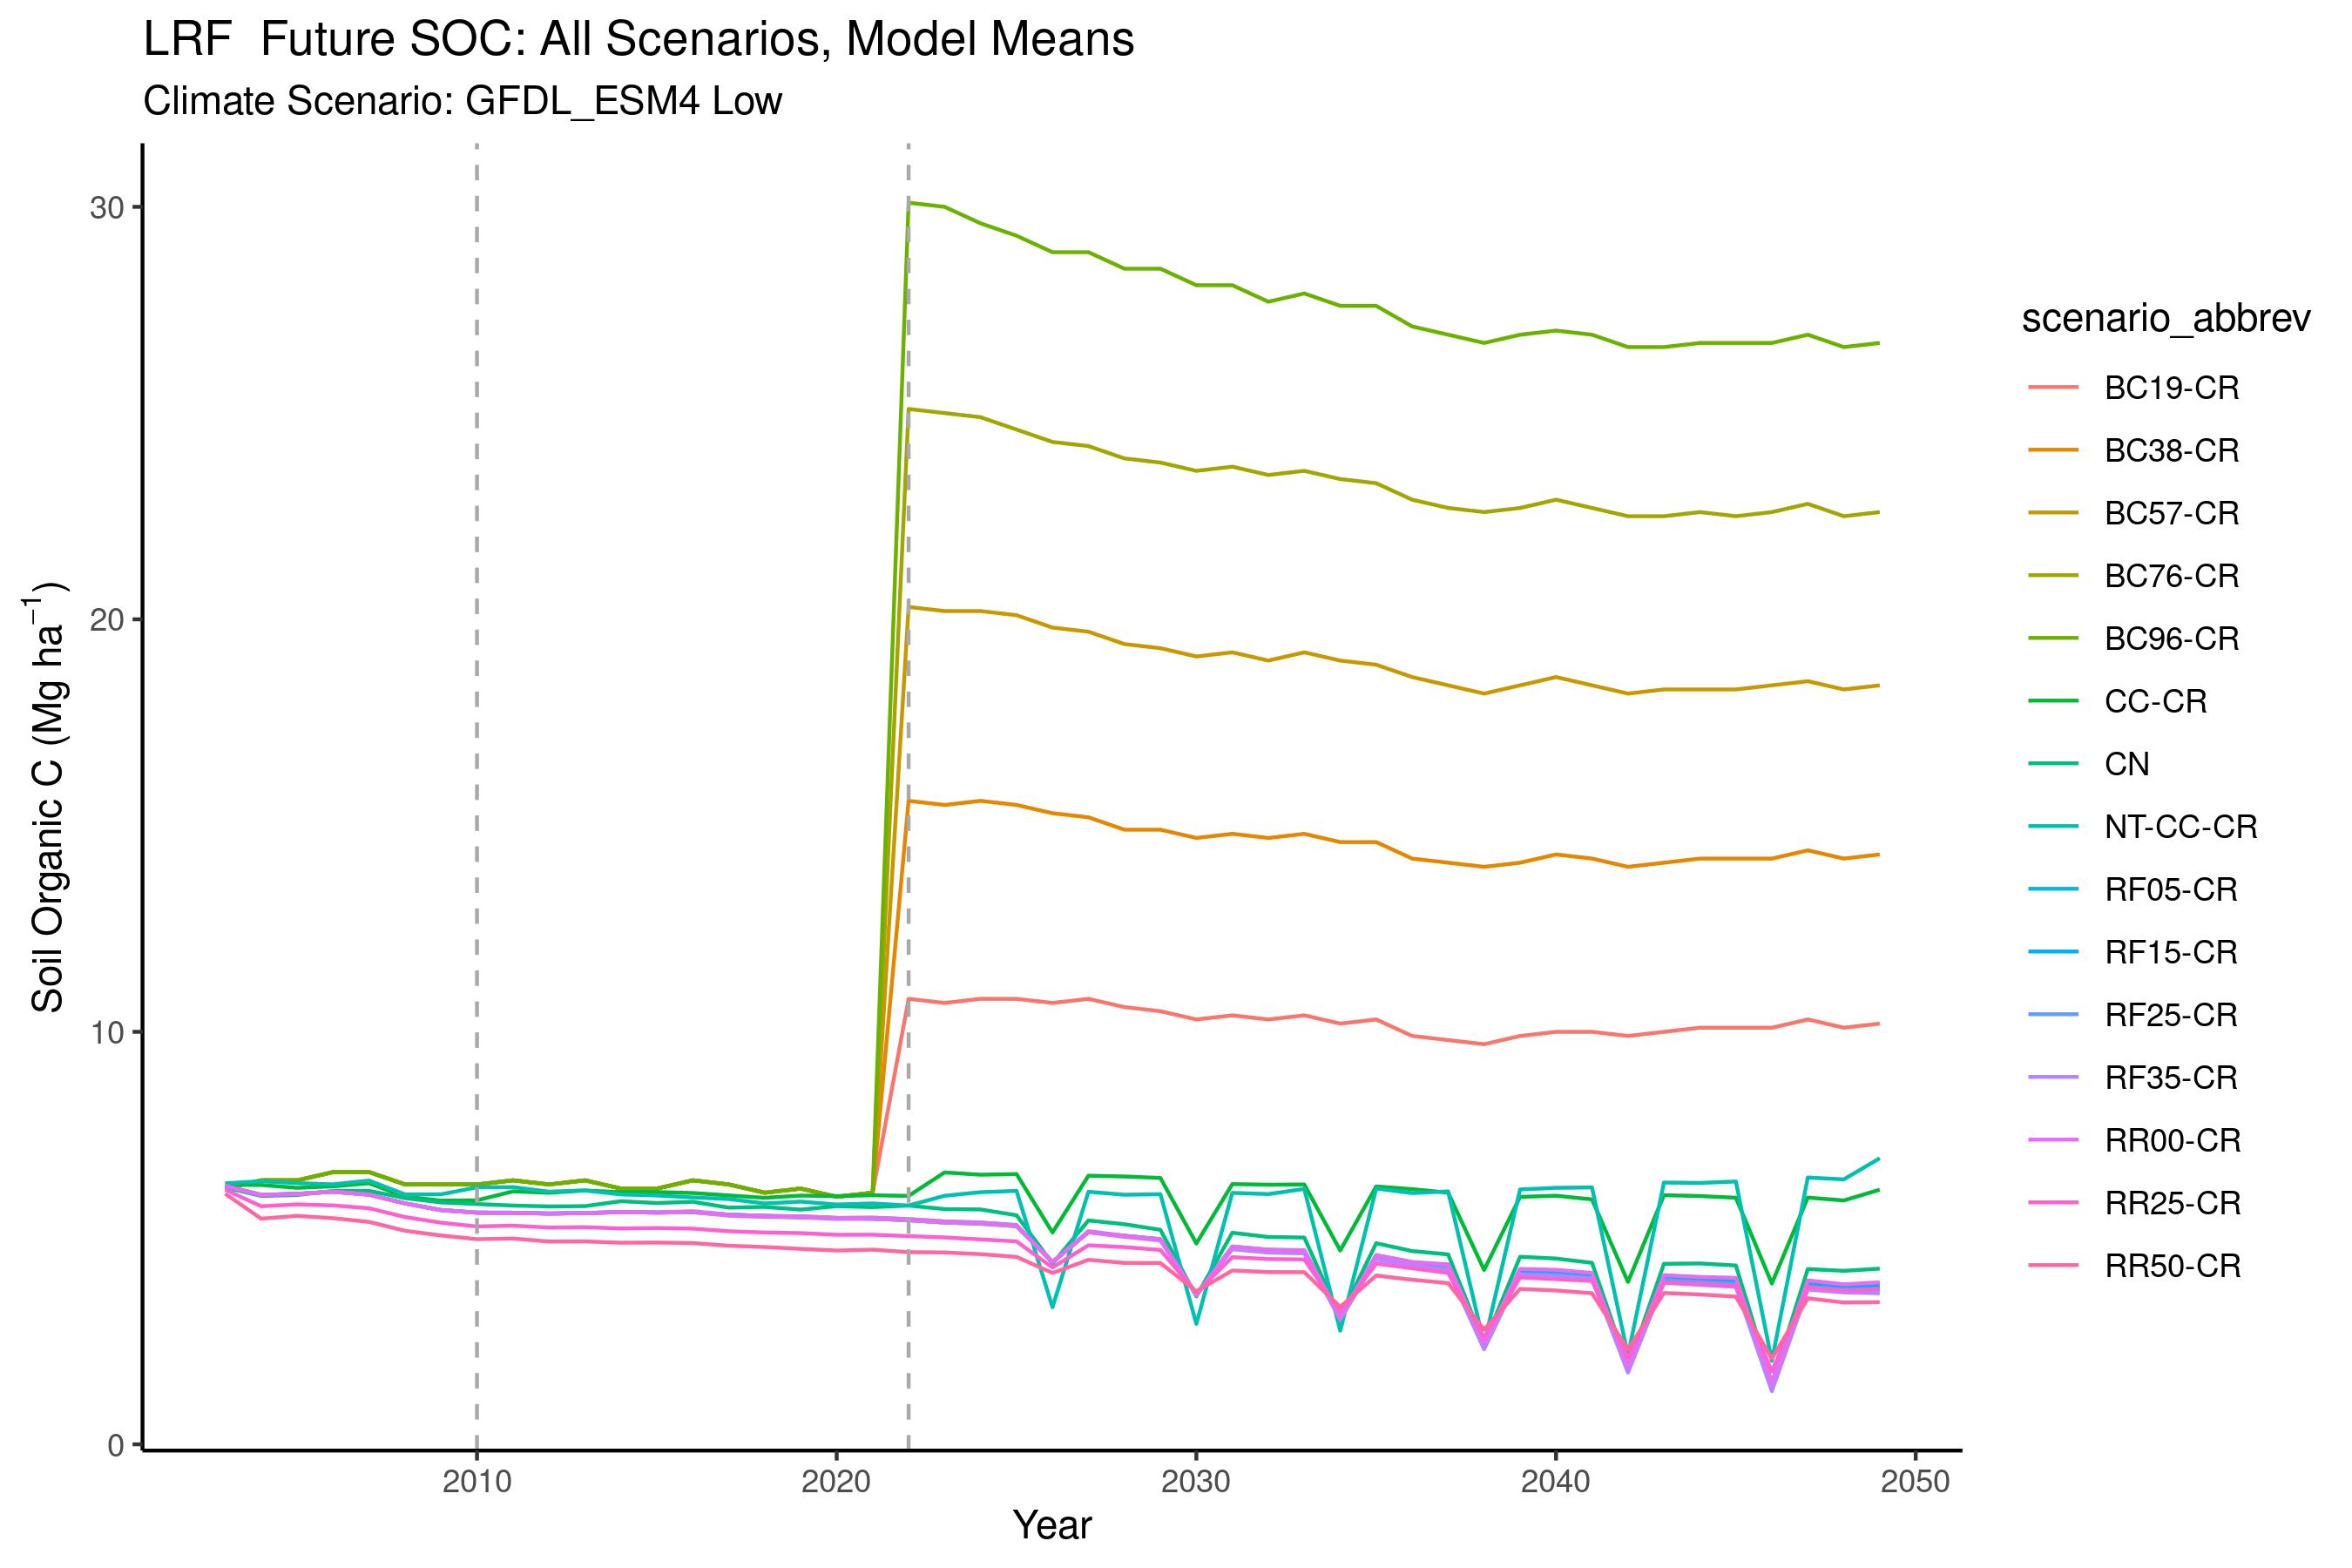 LRF  Future SOC: All Scenarios, Model Means
Climate Scenario: GFDL_ESM4 Low
Soil Organic C (Mg ha⁻¹)
30
20
10
0
2010
2020
2030
2040
2050
Year
scenario_abbrev
BC19-CR
BC38-CR
BC57-CR
BC76-CR
BC96-CR
CC-CR
CN
NT-CC-CR
RF05-CR
RF15-CR
RF25-CR
RF35-CR
RR00-CR
RR25-CR
RR50-CR